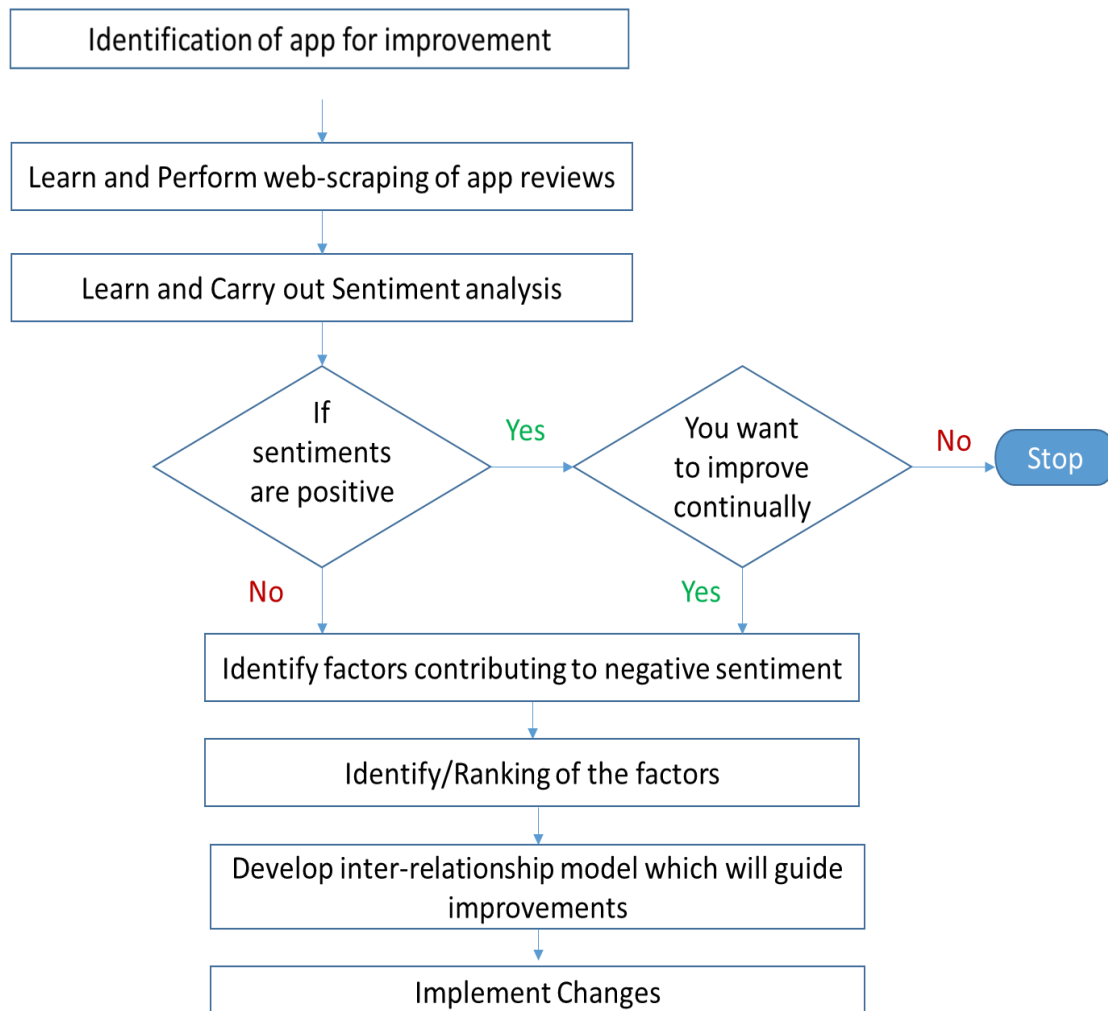 Identification of app for improvement
Learn and Perform web-scraping of app reviews
Learn and Carry out Sentiment analysis
If
sentiments
are positive
Yes
You want
to improve
continually
No
Stop
No
Yes
Identify factors contributing to negative sentiment
Identify/Ranking of the factors
Develop inter-relationship model which will guide
improvements
Implement Changes